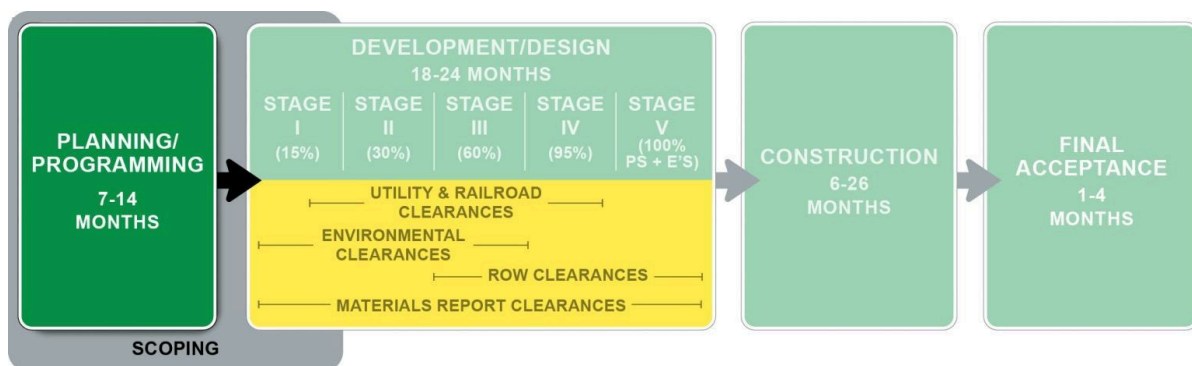 PLANNING/
PROGRAMMING
7-14
MONTHS
SCOPING
DEVELOPMENT/DESIGN
18-24 MONTHS
STAGE
I
(15%)
STAGE
II
(30%)
STAGE
III
(60%)
STAGE
IV
(95%)
STAGE
V
(100%
PS + E'S)
UTILITY & RAILROAD
CLEARANCES
ENVIRONMENTAL
CLEARANCES
ROW CLEARANCES
MATERIALS REPORT CLEARANCES
CONSTRUCTION
6-26
MONTHS
FINAL
ACCEPTANCE
1-4
MONTHS